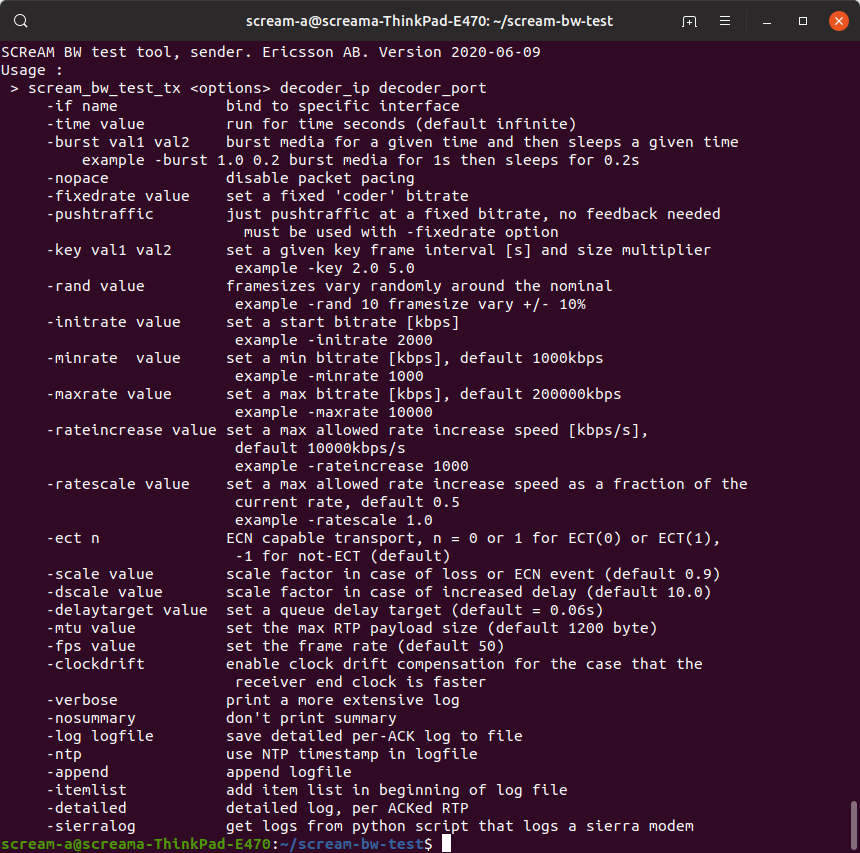 scream-a@screama-ThinkPad-E470: ~/scream-bw-test
SCReAM BW test tool, sender. Ericsson AB. Version 2020-06-09
Usage :
 > scream_bw_test_tx <options> decoder_ip decoder_port
     -if name            bind to specific interface
     -time value         run for time seconds (default infinite)
     -burst val1 val2    burst media for a given time and then sleeps a given time
         example -burst 1.0 0.2 burst media for 1s then sleeps for 0.2s
     -nopace             disable packet pacing
     -fixedrate value    set a fixed 'coder' bitrate
     -pushtraffic        just pushtraffic at a fixed bitrate, no feedback needed
                           must be used with -fixedrate option
     -key val1 val2      set a given key frame interval [s] and size multiplier
                          example -key 2.0 5.0
     -rand value         framesizes vary randomly around the nominal
                          example -rand 10 framesize vary +/- 10%
     -initrate value     set a start bitrate [kbps]
                          example -initrate 2000
     -minrate  value     set a min bitrate [kbps], default 1000kbps
                          example -minrate 1000
     -maxrate value      set a max bitrate [kbps], default 200000kbps
                          example -maxrate 10000
     -rateincrease value set a max allowed rate increase speed [kbps/s],
                          default 10000kbps/s
                          example -rateincrease 1000
     -ratescale value    set a max allowed rate increase speed as a fraction of the
                          current rate, default 0.5
                          example -ratescale 1.0
     -ect n              ECN capable transport, n = 0 or 1 for ECT(0) or ECT(1),
                          -1 for not-ECT (default)
     -scale value        scale factor in case of loss or ECN event (default 0.9)
     -dscale value       scale factor in case of increased delay (default 10.0)
     -delaytarget value  set a queue delay target (default = 0.06s)
     -mtu value          set the max RTP payload size (default 1200 byte)
     -fps value          set the frame rate (default 50)
     -clockdrift         enable clock drift compensation for the case that the
                          receiver end clock is faster
     -verbose            print a more extensive log
     -nosummary          don't print summary
     -log logfile        save detailed per-ACK log to file
     -ntp                use NTP timestamp in logfile
     -append             append logfile
     -itemlist           add item list in beginning of log file
     -detailed           detailed log, per ACKed RTP
     -sierralog          get logs from python script that logs a sierra modem
scream-a@screama-ThinkPad-E470:~/scream-bw-test$